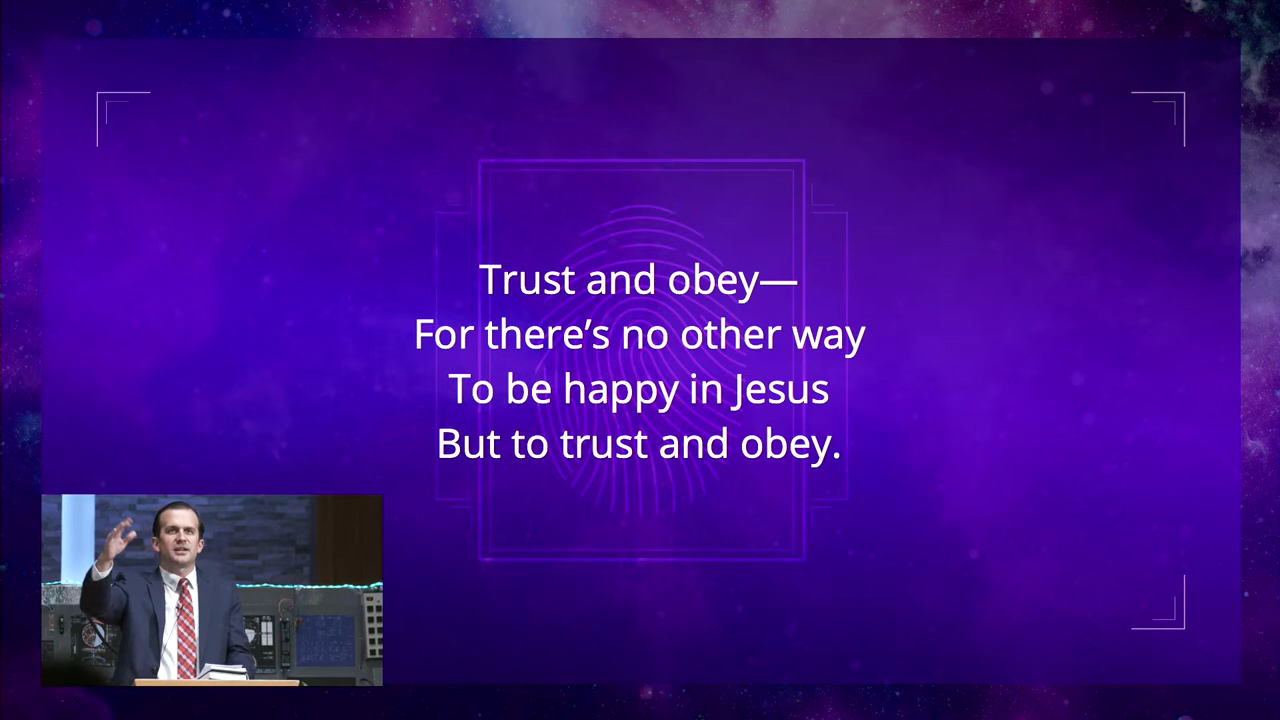 Trust and obey—
For there’s no other way
To be happy in Jesus
But to trust and obey.